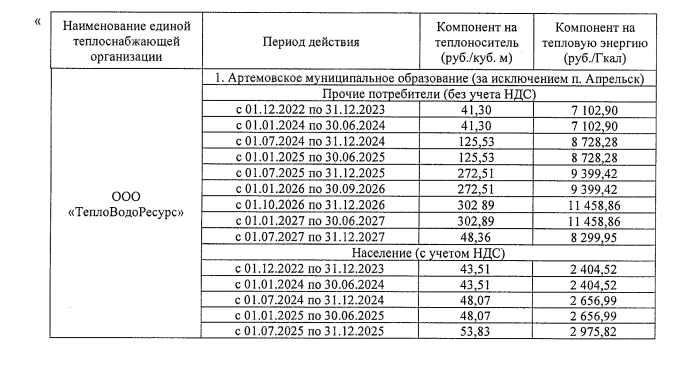 «
Наименование единой теплоснабжающей организации | Период действия | Компонент на теплоноситель (руб./куб. м) | Компонент на тепловую энергию (руб./Гкал)
ООО «ТеплоВодоРесурс»
1. Артемовское муниципальное образование (за исключением п. Апрельск)
Прочие потребители (без учета НДС)
с 01.12.2022 по 31.12.2023 | 41,30 | 7 102,90
с 01.01.2024 по 30.06.2024 | 41,30 | 7 102,90
с 01.07.2024 по 31.12.2024 | 125,53 | 8 728,28
с 01.01.2025 по 30.06.2025 | 125,53 | 8 728,28
с 01.07.2025 по 31.12.2025 | 272,51 | 9 399,42
с 01.01.2026 по 30.09.2026 | 272,51 | 9 399,42
с 01.10.2026 по 31.12.2026 | 302 89 | 11 458,86
с 01.01.2027 по 30.06.2027 | 302,89 | 11 458,86
с 01.07.2027 по 31.12.2027 | 48,36 | 8 299,95
Население (с учетом НДС)
с 01.12.2022 по 31.12.2023 | 43,51 | 2 404,52
с 01.01.2024 по 30.06.2024 | 43,51 | 2 404,52
с 01.07.2024 по 31.12.2024 | 48,07 | 2 656,99
с 01.01.2025 по 30.06.2025 | 48,07 | 2 656,99
с 01.07.2025 по 31.12.2025 | 53,83 | 2 975,82